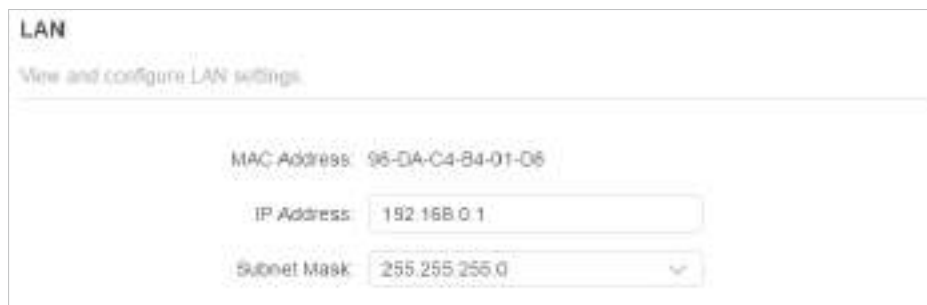 LAN
View and configure LAN settings.
MAC Address: 96-DA-C4-B4-01-D6
IP Address: 192.168.0.1
Subnet Mask: 255.255.255.0